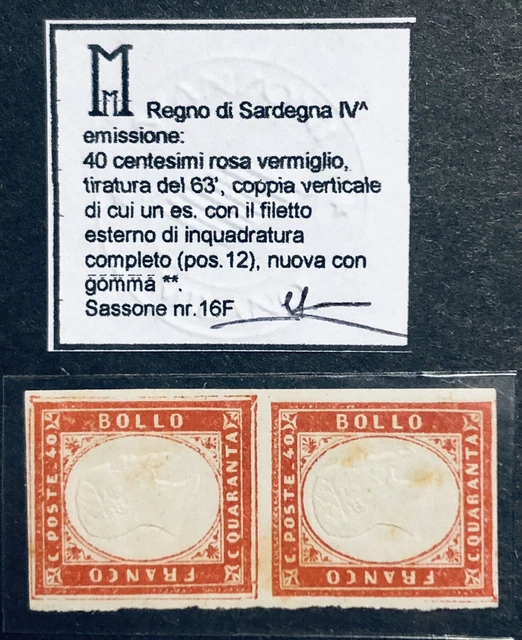 MM Regno di Sardegna IV^
emissione:
40 centesimi rosa vermiglio,
tiratura del 63', coppia verticale
di cui un es. con il filetto
esterno di inquadratura
completo (pos.12), nuova con
gomma **.
Sassone nr.16F
BOLLO
C. POSTE. 40
C QUARANTA
FRANCO
BOLLO
C. POSTE. 40
C QUARANTA
FRANCO